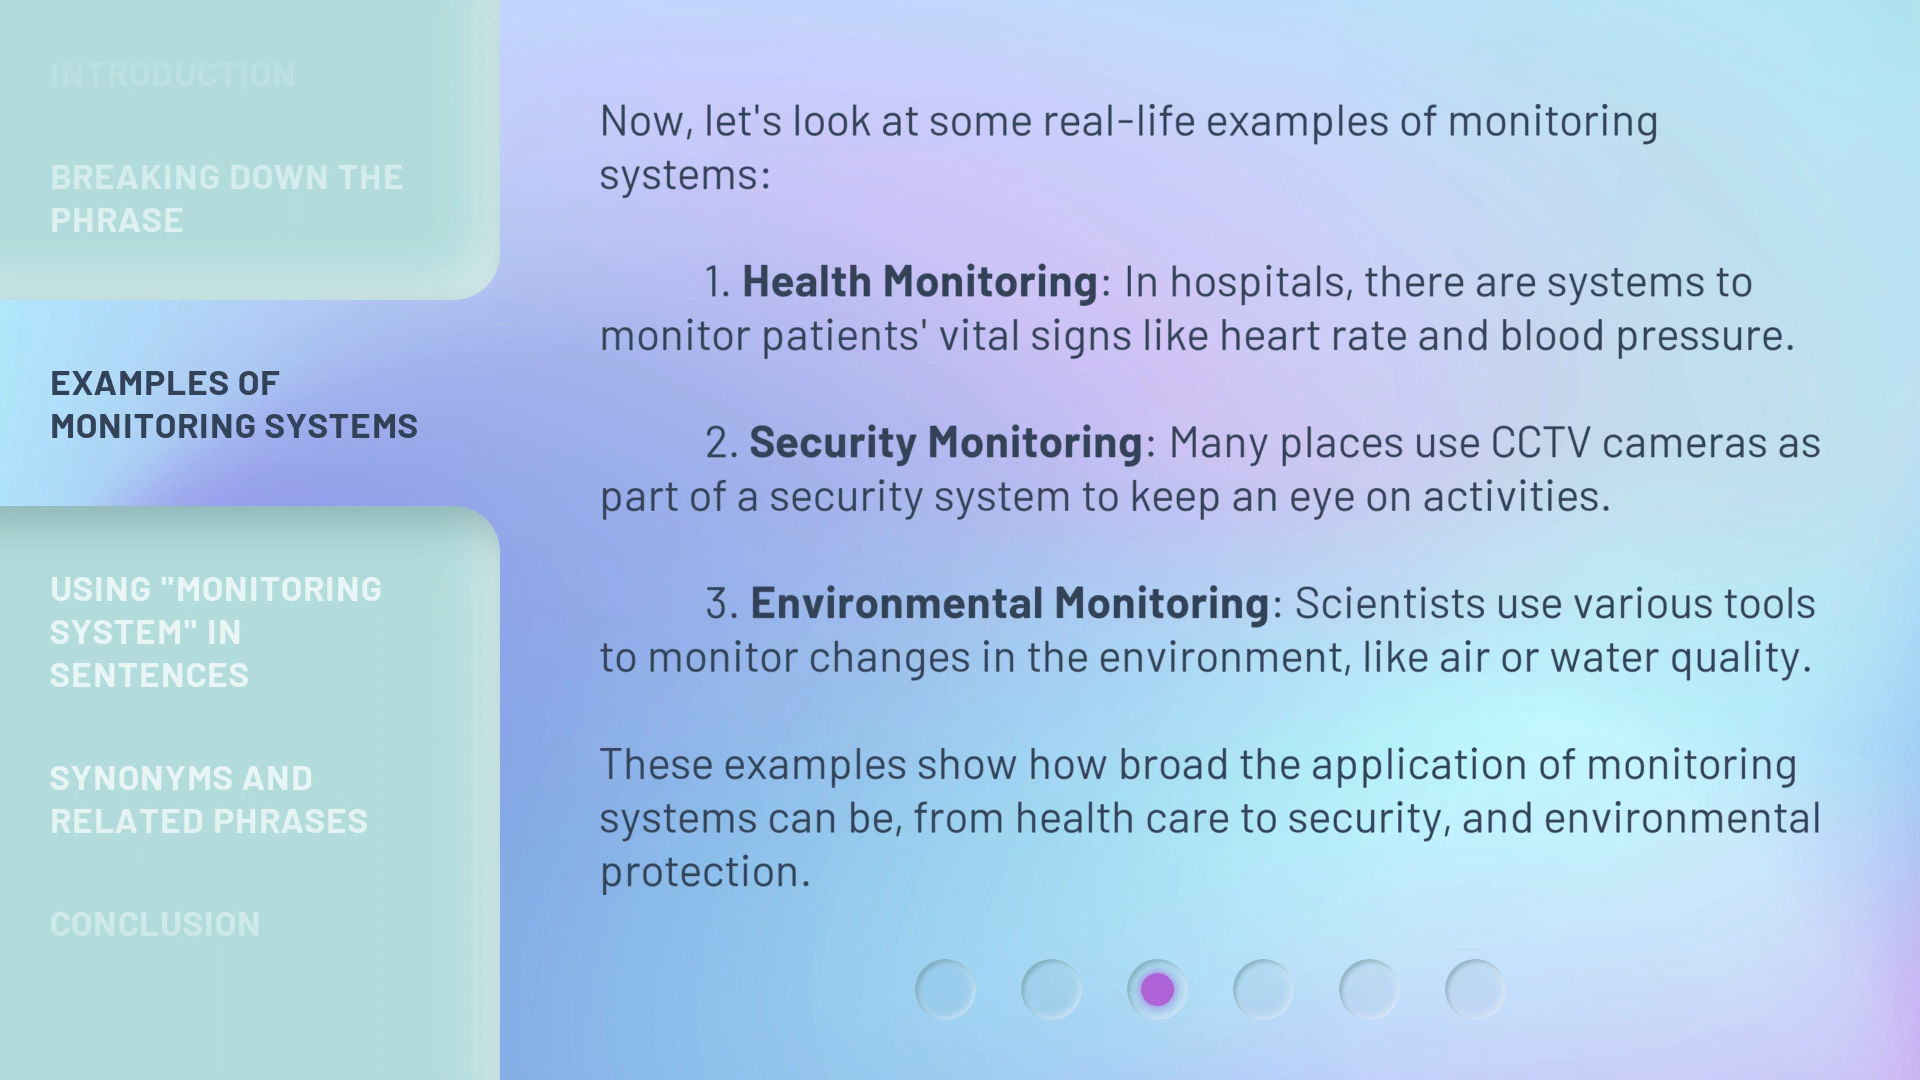 INTRODUCTION
BREAKING DOWN THE
PHRASE
EXAMPLES OF
MONITORING SYSTEMS
USING "MONITORING
SYSTEM" IN
SENTENCES
SYNONYMS AND
RELATED PHRASES
CONCLUSION
Now, let's look at some real-life examples of monitoring
systems:
1. Health Monitoring: In hospitals, there are systems to
monitor patients' vital signs like heart rate and blood pressure.
2. Security Monitoring: Many places use CCTV cameras as
part of a security system to keep an eye on activities.
3. Environmental Monitoring: Scientists use various tools
to monitor changes in the environment, like air or water quality.
These examples show how broad the application of monitoring
systems can be, from health care to security, and environmental
protection.